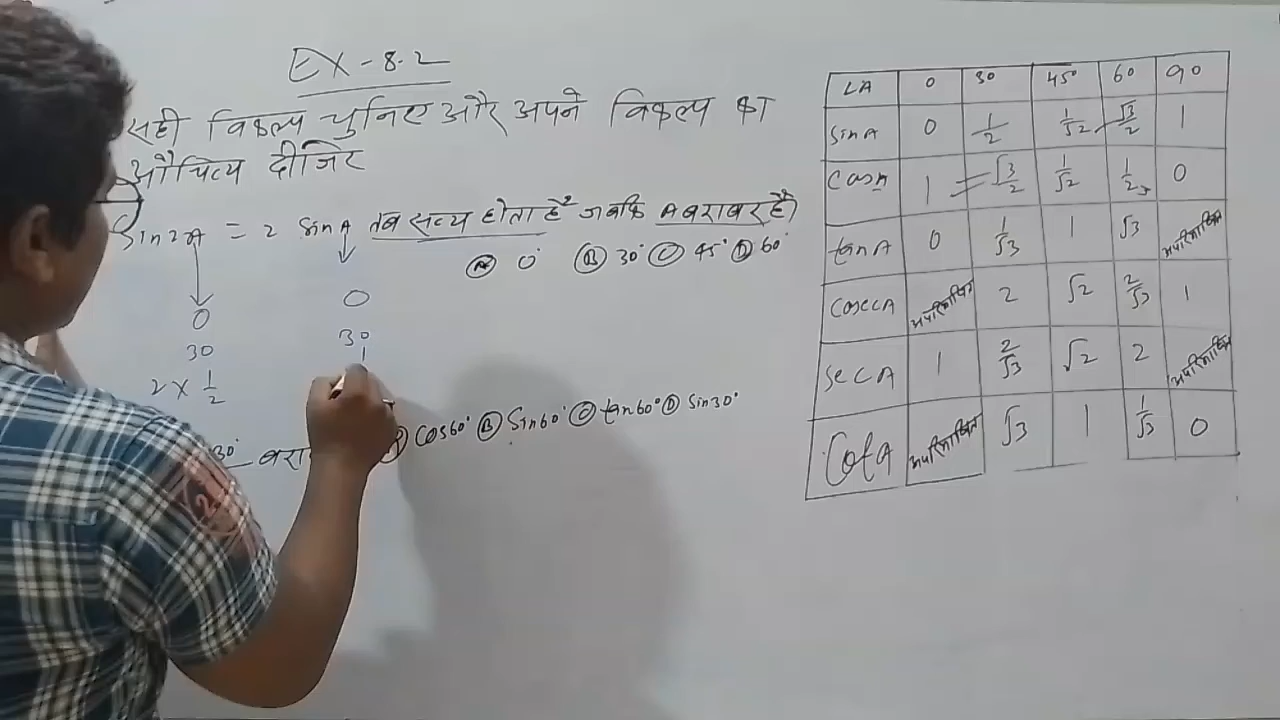 EX - 8.2
सही विकल्प चुनिए और अपने विकल्प का
औचित्य दीजिए
Sin2A = 2 SinA तब सत्य होता है जबकि A बराबर है)
(A) 0° (B) 30° (C) 45° (D) 60°
0 0
30 30
2 × 1/2 1
30° (A) Cos60° (B) Sin60° (C) tan60° (D) Sin30°
LA 0 30 45° 60 90
SinA 0 1/2 1/√2 √3/2 1
CosA 1 √3/2 1/√2 1/2 0
tanA 0 1/√3 1 √3 अपरिभाषित
CosecA अपरिभाषित 2 √2 2/√3 1
SecA 1 2/√3 √2 2 अपरिभाषित
CotA अपरिभाषित √3 1 1/√3 0